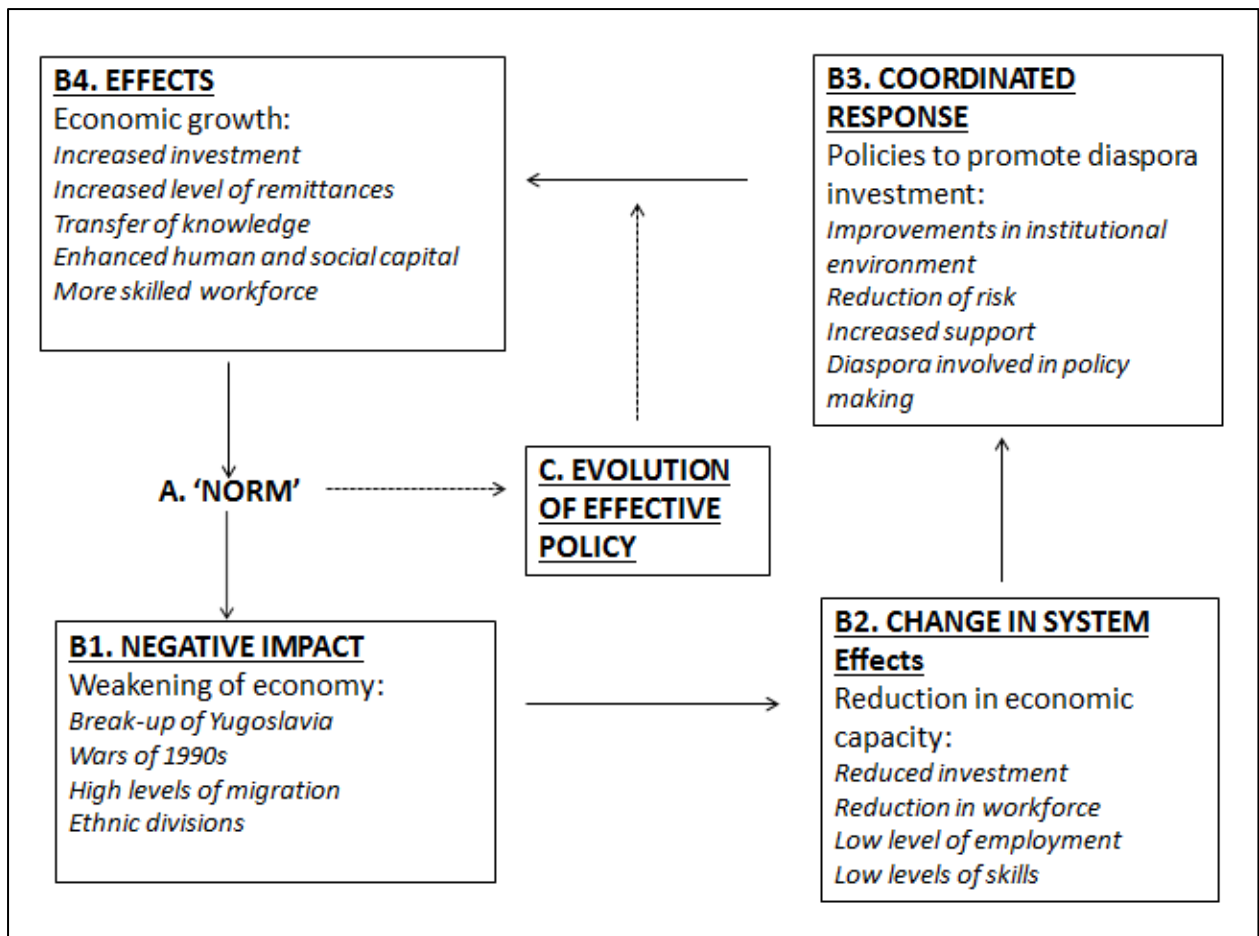 B4. EFFECTS
Economic growth:
Increased investment
Increased level of remittances
Transfer of knowledge
Enhanced human and social capital
More skilled workforce
B3. COORDINATED
RESPONSE
Policies to promote diaspora
investment:
Improvements in institutional
environment
Reduction of risk
Increased support
Diaspora involved in policy
making
A. ‘NORM’
C. EVOLUTION
OF EFFECTIVE
POLICY
B1. NEGATIVE IMPACT
Weakening of economy:
Break-up of Yugoslavia
Wars of 1990s
High levels of migration
Ethnic divisions
B2. CHANGE IN SYSTEM
Effects
Reduction in economic
capacity:
Reduced investment
Reduction in workforce
Low level of employment
Low levels of skills